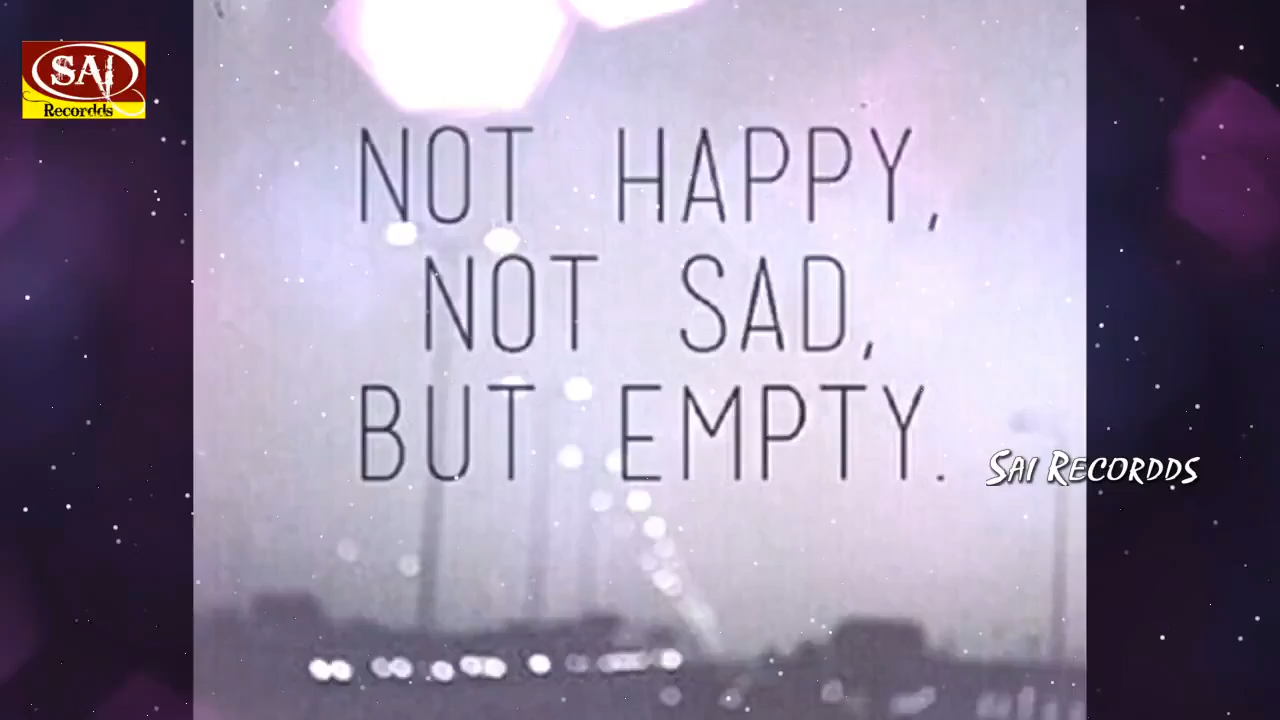 SAI
Recordds
NOT HAPPY,
NOT SAD,
BUT EMPTY.
SAI RECORDDS